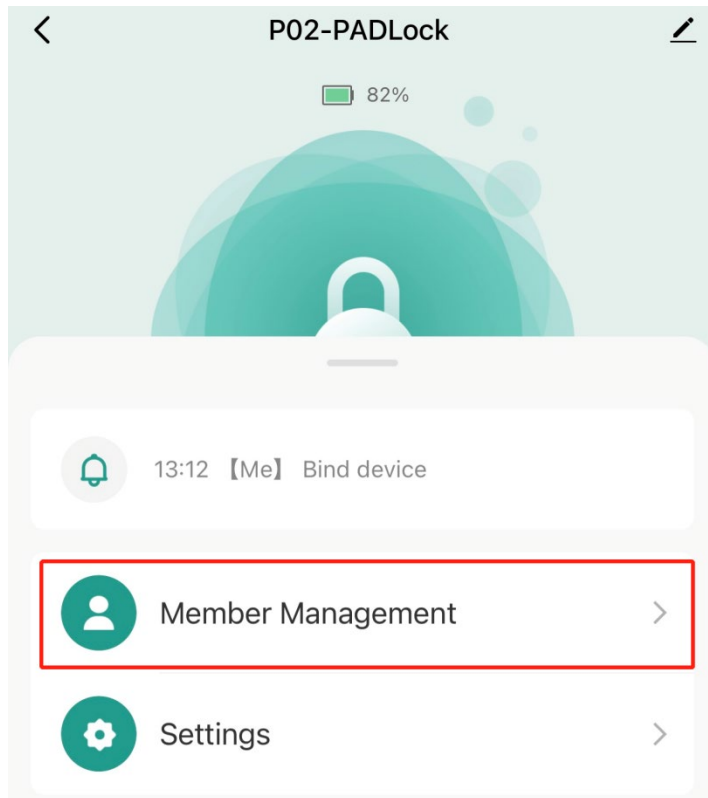 P02-PADLock
82%
13:12 【Me】 Bind device
Member Management
Settings